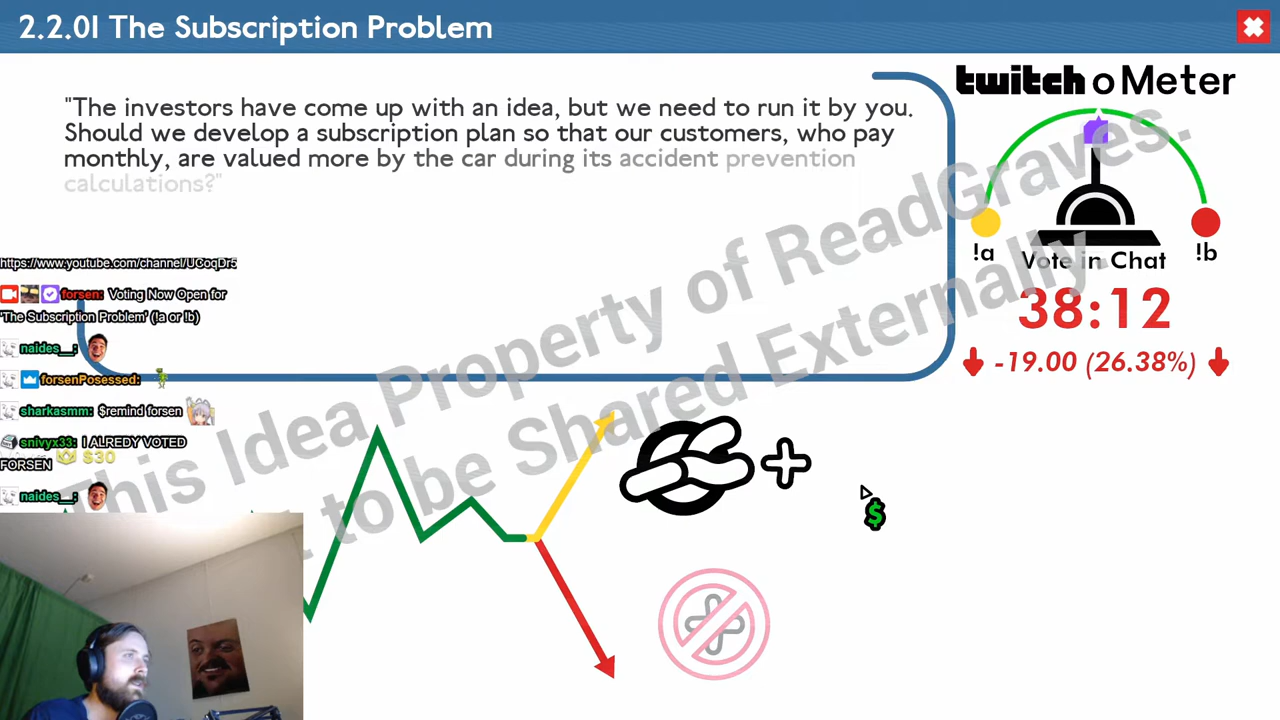 2.2.01 The Subscription Problem
"The investors have come up with an idea, but we need to run it by you.
Should we develop a subscription plan so that our customers, who pay
monthly, are valued more by the car during its accident prevention
calculations?"
twitch o Meter
!a
Vote in Chat
!b
38:12
-19.00 (26.38%)
This Idea Property of ReadGraves.
to be Shared Externally.
forsen: Voting Now Open for
'The Subscription Problem' (!a or !b)
naides__:
forsenPosessed:
sharkasmm: $remind forsen
snivyx33: I ALREDY VOTED
FORSEN
$30
naides__:
$